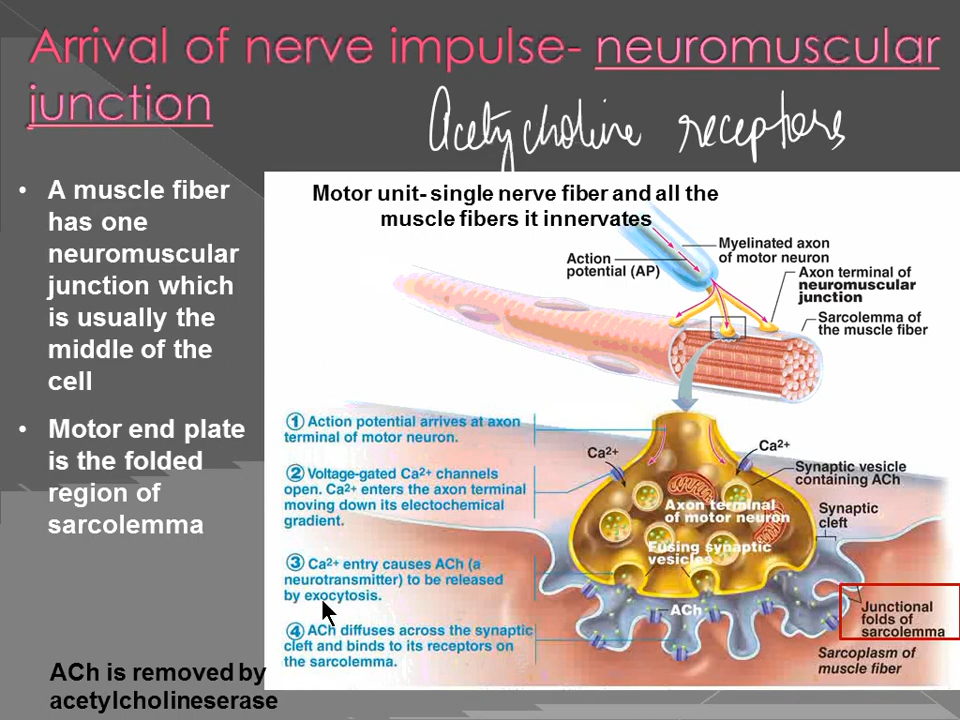 Arrival of nerve impulse- neuromuscular
junction
Acetycholine receptors
• A muscle fiber
has one
neuromuscular
junction which
is usually the
middle of the
cell
• Motor end plate
is the folded
region of
sarcolemma
ACh is removed by
acetylcholineserase
Motor unit- single nerve fiber and all the
muscle fibers it innervates
Action
potential (AP)
Myelinated axon
of motor neuron
Axon terminal of
neuromuscular
junction
Sarcolemma of
the muscle fiber
1 Action potential arrives at axon
terminal of motor neuron.
2 Voltage-gated Ca2+ channels
open. Ca2+ enters the axon terminal
moving down its electochemical
gradient.
3 Ca2+ entry causes ACh (a
neurotransmitter) to be released
by exocytosis.
4 ACh diffuses across the synaptic
cleft and binds to its receptors on
the sarcolemma.
Ca2+
Ca2+
Synaptic vesicle
containing ACh
Axon terminal
of motor neuron
Synaptic
cleft
Fusing synaptic
vesicles
ACh
Junctional
folds of
sarcolemma
Sarcoplasm of
muscle fiber